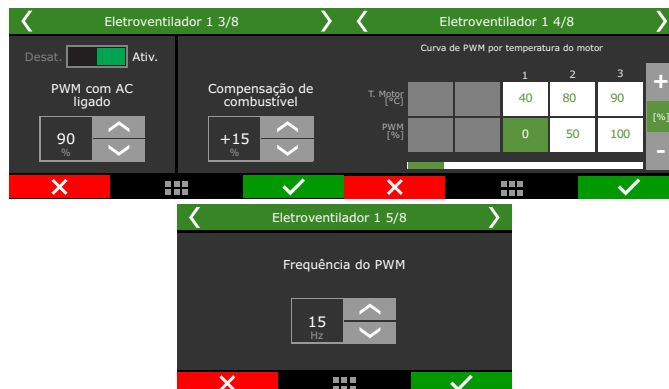 Eletroventilador 1 3/8
Desat.
Ativ.
PWM com AC
ligado
90
%
Compensação de
combustível
+15
%
Eletroventilador 1 4/8
Curva de PWM por temperatura do motor
1 2 3
T. Motor
[°C]
40 80 90
PWM
[%]
0 50 100
+
[%]
-
Eletroventilador 1 5/8
Frequência do PWM
15
Hz